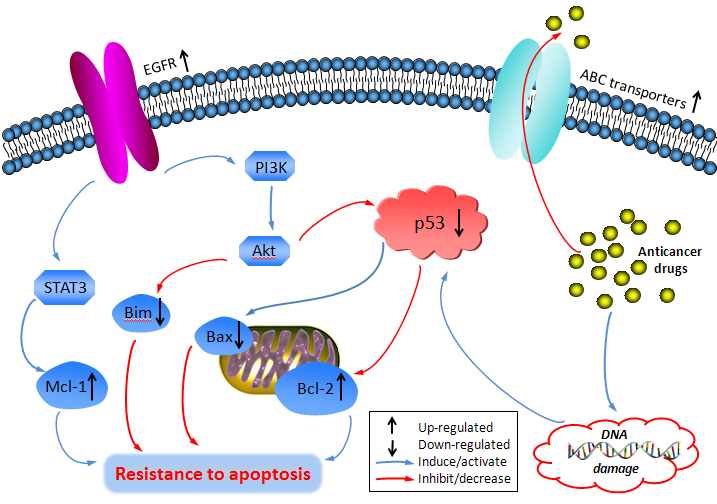 EGFR
ABC transporters
PI3K
p53
Akt
Anticancer
drugs
STAT3
Bim
Bax
Mcl-1
Bcl-2
Up-regulated
Down-regulated
Induce/activate
Inhibit/decrease
DNA
damage
Resistance to apoptosis